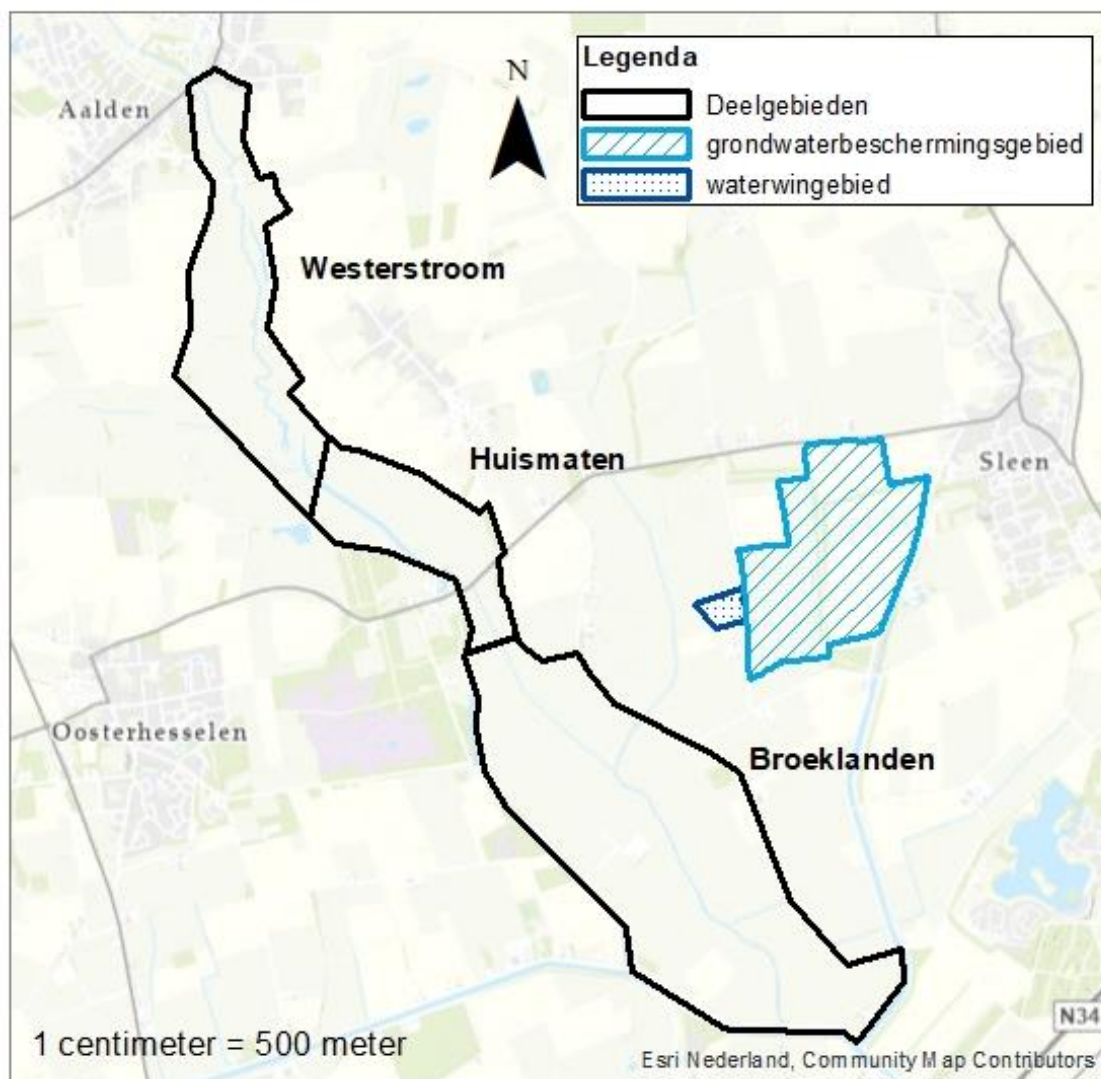 Legenda
Deelgebieden
grondwaterbeschermingsgebied
waterwingebied
N
Aalden
Westerstroom
Huismaten
Sleen
Oosterhesselen
Broeklanden
N34
1 centimeter = 500 meter
Esri Nederland, Community Map Contributors